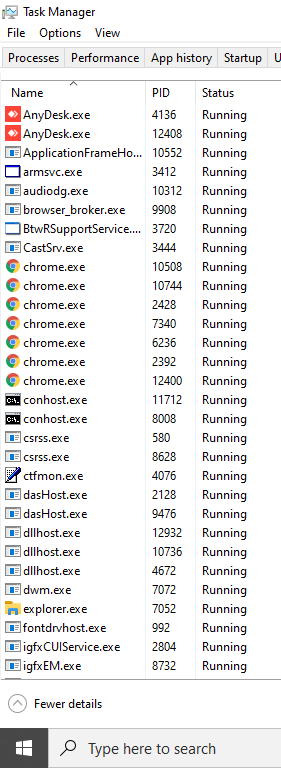 Task Manager
File Options View
Processes Performance App history Startup U
Name PID Status
AnyDesk.exe 4136 Running
AnyDesk.exe 12408 Running
ApplicationFrameHo... 10552 Running
armsvc.exe 3412 Running
audiodg.exe 10312 Running
browser_broker.exe 9908 Running
BtwRSupportService.... 3720 Running
CastSrv.exe 3444 Running
chrome.exe 10508 Running
chrome.exe 10744 Running
chrome.exe 2428 Running
chrome.exe 7340 Running
chrome.exe 6236 Running
chrome.exe 2392 Running
chrome.exe 12400 Running
conhost.exe 11712 Running
conhost.exe 8008 Running
csrss.exe 580 Running
csrss.exe 8628 Running
ctfmon.exe 4076 Running
dasHost.exe 2128 Running
dasHost.exe 9476 Running
dllhost.exe 12932 Running
dllhost.exe 10736 Running
dllhost.exe 4672 Running
dwm.exe 7072 Running
explorer.exe 7052 Running
fontdrvhost.exe 992 Running
igfxCUIService.exe 2804 Running
igfxEM.exe 8732 Running
Fewer details
Type here to search